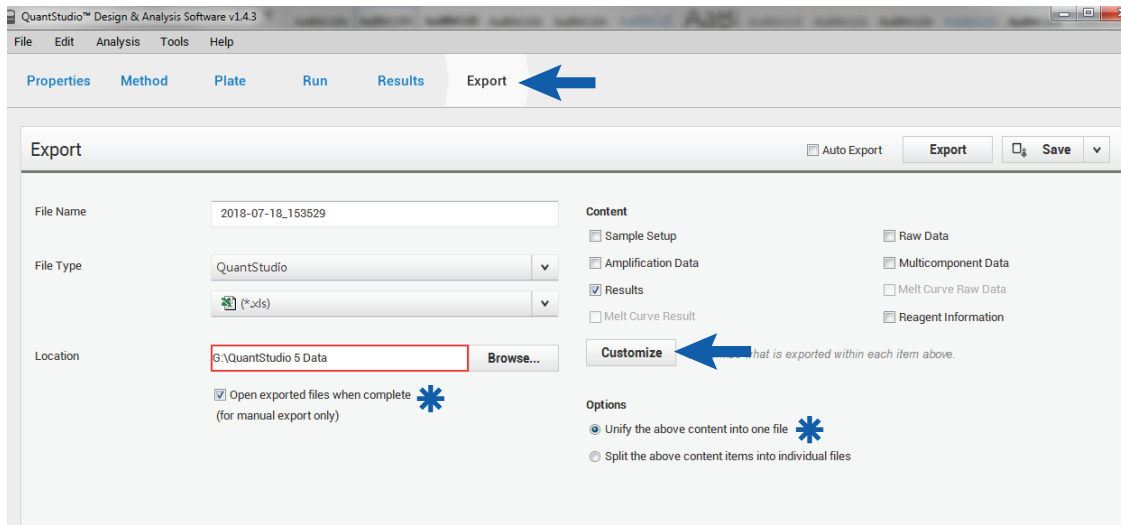 QuantStudio™ Design & Analysis Software v1.4.3
File Edit Analysis Tools Help
Properties Method Plate Run Results Export
Export
Auto Export Export Save
File Name 2018-07-18_153529
File Type QuantStudio
(*.xls)
Location G:\QuantStudio 5 Data Browse...
Open exported files when complete
(for manual export only)
Content
Sample Setup Raw Data
Amplification Data Multicomponent Data
Results Melt Curve Raw Data
Melt Curve Result Reagent Information
Customize what is exported within each item above.
Options
Unify the above content into one file
Split the above content items into individual files